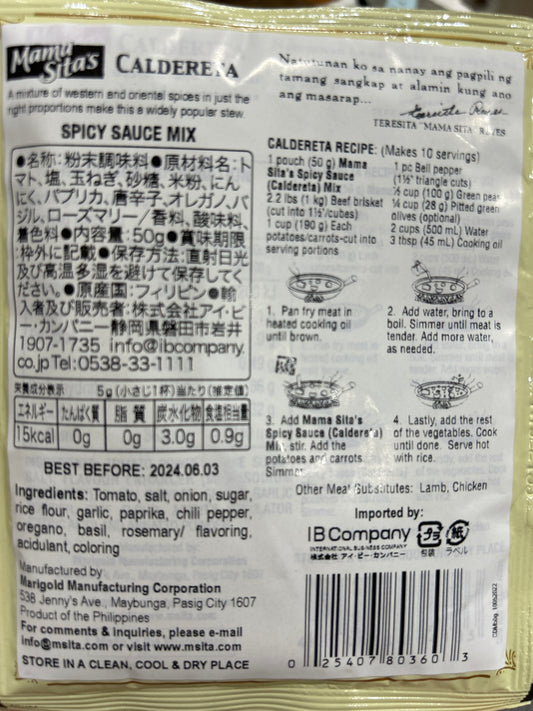 Mama Sita's CALDERETA
A mixture of western and oriental spices in just the
right proportions make this a widely popular stew.
SPICY SAUCE MIX
●名称：粉末調味料●原材料名：ト
マト、塩、玉ねぎ、砂糖、米粉、にん
にく、パプリカ、唐辛子、オレガノ、バ
ジル、ローズマリー/香料、酸味料、
着色料●内容量：50g●賞味期限
:枠外に記載●保存方法:直射日光
及び高温多湿を避けて保存してく
ださい。●原産国：フィリピン●輸
入者及び販売者：株式会社アイ・ビ
ー・カンパニー静岡県磐田市岩井
1907-1735 info@ibcompany.
co.jp Tel:0538-33-1111
栄養成分表示 5g(小さじ1杯)当たり(推定値)
エネルギー たんぱく質 脂質 炭水化物 食塩相当量
15kcal 0g 0g 3.0g 0.9g
BEST BEFORE: 2024.06.03
Ingredients: Tomato, salt, onion, sugar,
rice flour, garlic, paprika, chili pepper,
oregano, basil, rosemary/ flavoring,
acidulant, coloring
Manufactured by
Marigold Manufacturing Corporation
538 Jenny's Ave., Maybunga, Pasig City 1607
Product of the Philippines
For comments & inquiries, please e-mail
info@msita.com or visit www.msita.com
STORE IN A CLEAN, COOL & DRY PLACE
Natutunan ko sa nanay ang pagpili ng
tamang sangkap at alamin kung ano
ang masarap...
Teresita Reyes
TERESITA "MAMA SITA" REYES
CALDERETA RECIPE: (Makes 10 servings)
1 pouch (50 g) Mama
Sita's Spicy Sauce
(Caldereta) Mix
2.2 lbs (1 kg) Beef brisket
(cut into 1½"/cubes)
1 cup (190 g) Each
potatoes/carrots-cut into
serving portions
1 pc Bell pepper
(1½" triangle cuts)
½ cup (100 g) Green peas
¼ cup (28 g) Pitted green
olives (optional)
2 cups (500 mL) Water
3 tbsp (45 mL) Cooking oil
1. Pan fry meat in
heated cooking oil
until brown.
2. Add water, bring to a
boil. Simmer until meat is
tender. Add more water,
as needed.
3. Add Mama Sita's
Spicy Sauce (Caldereta)
Mix, stir. Add the
potatoes and carrots.
Simmer
4. Lastly, add the rest
of the vegetables. Cook
until done. Serve hot
with rice.
Other Meat Substitutes: Lamb, Chicken
Imported by:
IB Company
INTERNATIONAL BUSINESS COMPANY
株式会社 アイ・ビー・カンパニー
プラ 紙
包装 ラベル
0 25407 80360 3